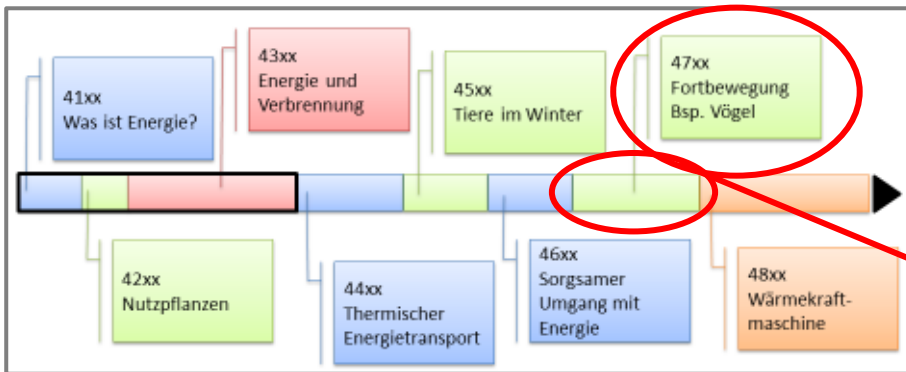 41xx
Was ist Energie?
42xx
Nutzpflanzen
43xx
Energie und
Verbrennung
44xx
Thermischer
Energietransport
45xx
Tiere im Winter
46xx
Sorgsamer
Umgang mit
Energie
47xx
Fortbewegung
Bsp. Vögel
48xx
Wärmekraft-
maschine